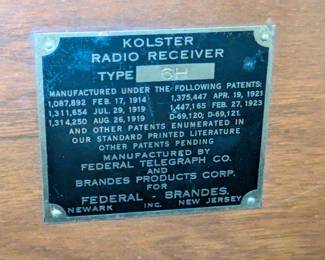 KOLSTER
RADIO RECEIVER
TYPE 6H
MANUFACTURED UNDER THE FOLLOWING PATENTS:
1,087,892 FEB. 17, 1914 1,375,447 APR. 19, 1921
1,311,654 JUL. 29, 1919 1,447,165 FEB. 27, 1923
1,314,250 AUG. 26, 1919 D-69,120; D-69,121.
AND OTHER PATENTS ENUMERATED IN
OUR STANDARD PRINTED LITERATURE
OTHER PATENTS PENDING
MANUFACTURED BY
FEDERAL TELEGRAPH CO.
AND
BRANDES PRODUCTS CORP.
FOR
FEDERAL - BRANDES,
NEWARK INC. NEW JERSEY